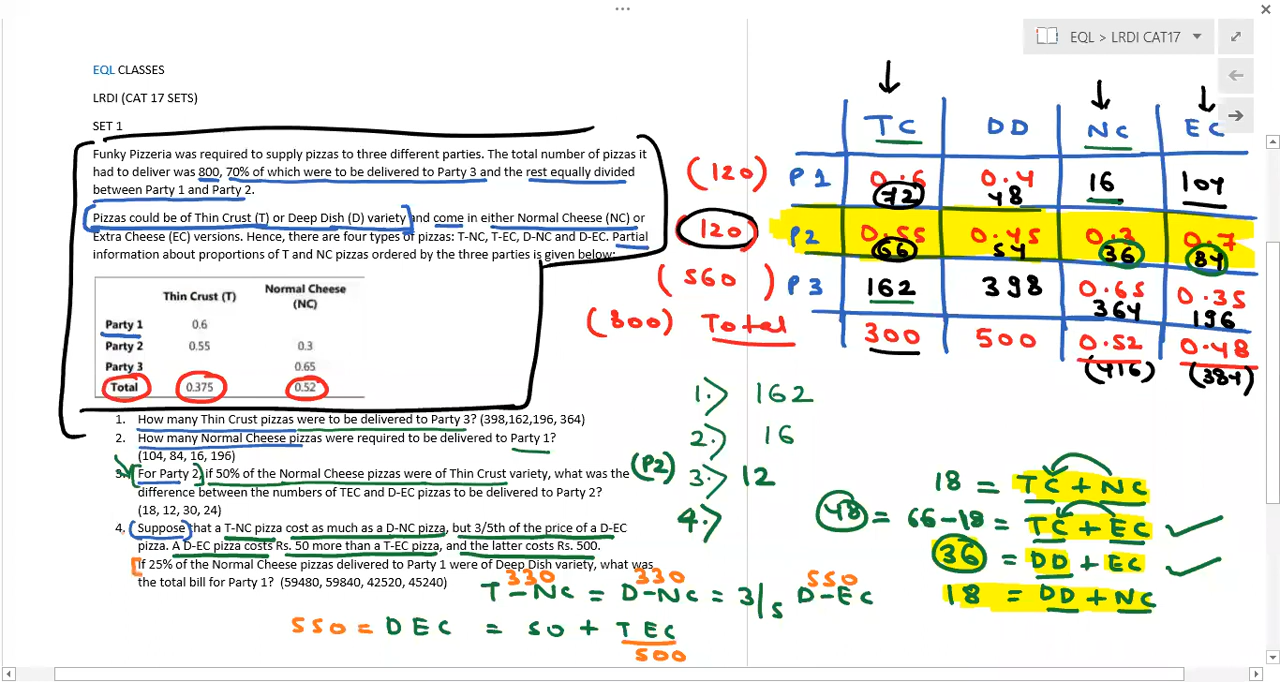 EQL > LRDI CAT17
EQL CLASSES
LRDI (CAT 17 SETS)
SET 1
Funky Pizzeria was required to supply pizzas to three different parties. The total number of pizzas it
had to deliver was 800, 70% of which were to be delivered to Party 3 and the rest equally divided
between Party 1 and Party 2.
Pizzas could be of Thin Crust (T) or Deep Dish (D) variety and come in either Normal Cheese (NC) or
Extra Cheese (EC) versions. Hence, there are four types of pizzas: T-NC, T-EC, D-NC and D-EC. Partial
information about proportions of T and NC pizzas ordered by the three parties is given below:
Thin Crust (T) Normal Cheese
(NC)
Party 1 0.6
Party 2 0.55 0.3
Party 3 0.65
Total 0.375 0.52
1. How many Thin Crust pizzas were to be delivered to Party 3? (398,162,196, 364)
2. How many Normal Cheese pizzas were required to be delivered to Party 1?
(104, 84, 16, 196)
3. For Party 2, if 50% of the Normal Cheese pizzas were of Thin Crust variety, what was the
difference between the numbers of TEC and D-EC pizzas to be delivered to Party 2?
(18, 12, 30, 24)
4. Suppose that a T-NC pizza cost as much as a D-NC pizza, but 3/5th of the price of a D-EC
pizza. A D-EC pizza costs Rs. 50 more than a T-EC pizza, and the latter costs Rs. 500.
If 25% of the Normal Cheese pizzas delivered to Party 1 were of Deep Dish variety, what was
the total bill for Party 1? (59480, 59840, 42520, 45240)
TC DD NC EC
(120) P1 0.6 0.4 16 104
72 48
(120) P2 0.55 0.45 0.3 0.7
66 54 36 84
(560) P3 162 398 0.65 0.35
364 196
(800) Total 300 500 0.52 0.48
(416) (384)
1.> 162
2.> 16
(P2) 3.> 12
4.>
18 = TC + NC
48 = 66-18 = TC + EC
36 = DD + EC
18 = DD + NC
330 330 550
T-NC = D-NC = 3/5 D-EC
550 = DEC = 50 + TEC
500